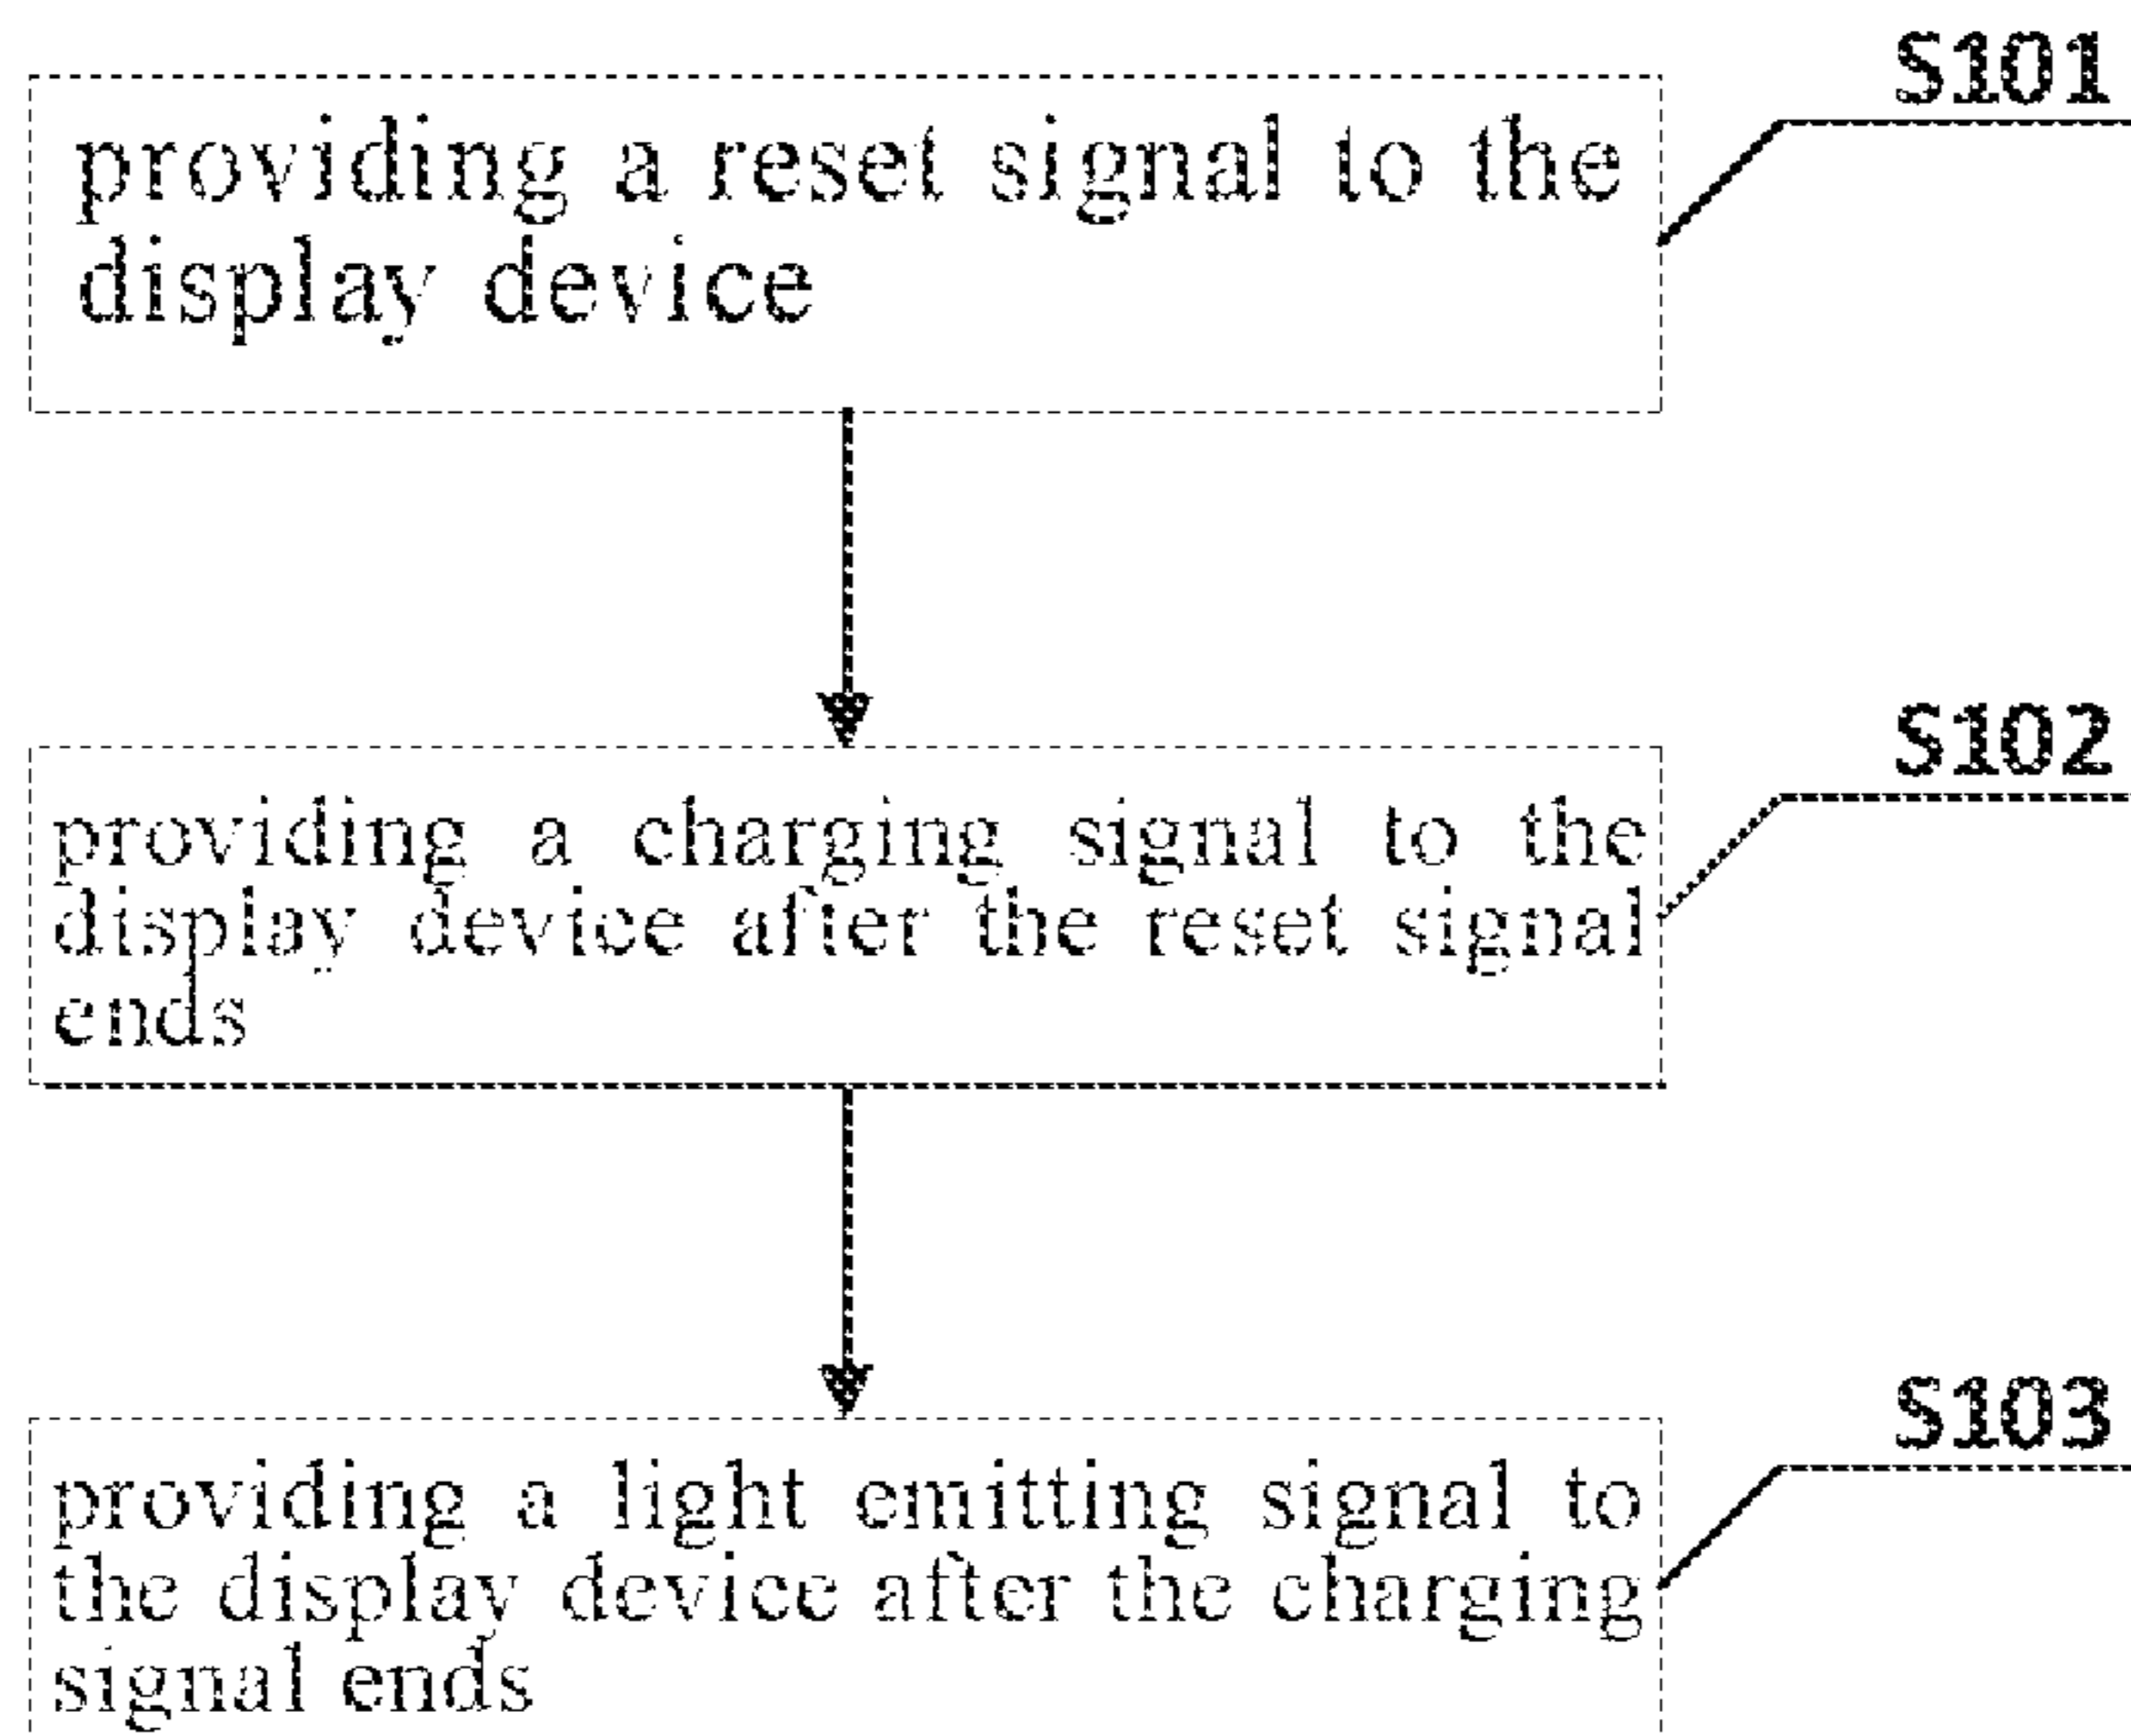 S101
providing a reset signal to the
display device
S102
providing a charging signal to the
display device after the reset signal
ends
S103
providing a light emitting signal to
the display device after the charging
signal ends